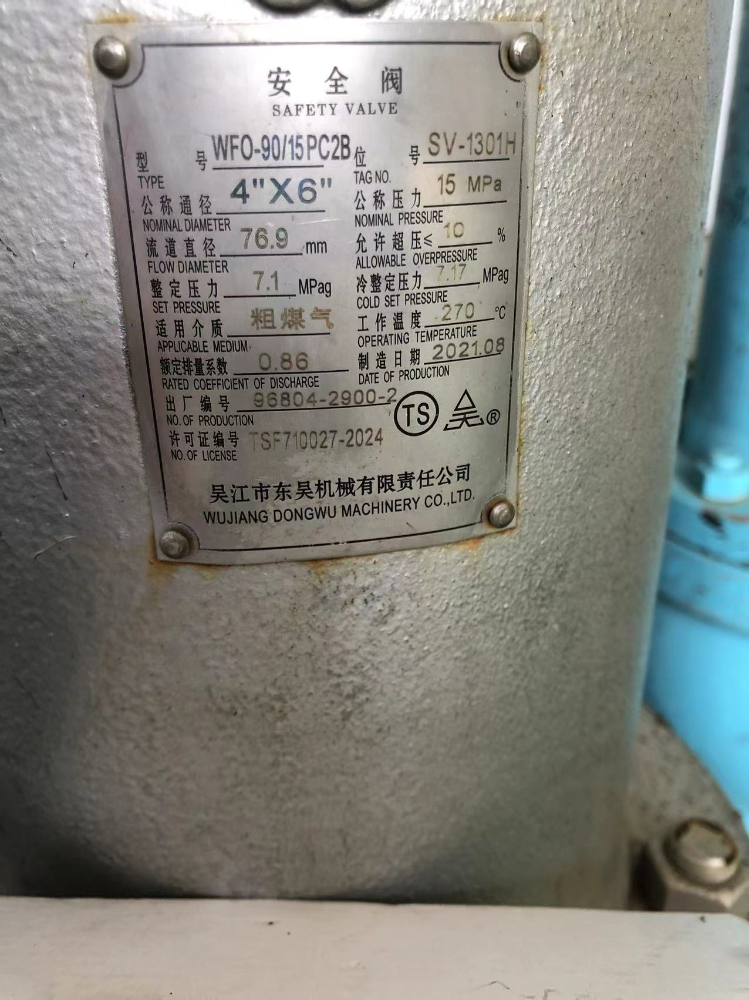 安全阀
SAFETY VALVE
型号 WFO-90/15PC2B 位号 SV-1301H
TYPE TAG NO.
公称通径 4"X6" 公称压力 15 MPa
NOMINAL DIAMETER NOMINAL PRESSURE
流道直径 76.9 mm 允许超压≤ 10 %
FLOW DIAMETER ALLOWABLE OVERPRESSURE
整定压力 7.1 MPag 冷整定压力 7.17 MPag
SET PRESSURE COLD SET PRESSURE
适用介质 粗煤气 工作温度 270 ℃
APPLICABLE MEDIUM OPERATING TEMPERATURE
额定排量系数 0.86 制造日期 2021.08
RATED COEFFICIENT OF DISCHARGE DATE OF PRODUCTION
出厂编号 96804-2900-2
NO. OF PRODUCTION
TS 吴 ®
许可证编号 TSF710027-2024
NO. OF LICENSE
吴江市东吴机械有限责任公司
WUJIANG DONGWU MACHINERY CO.,LTD.